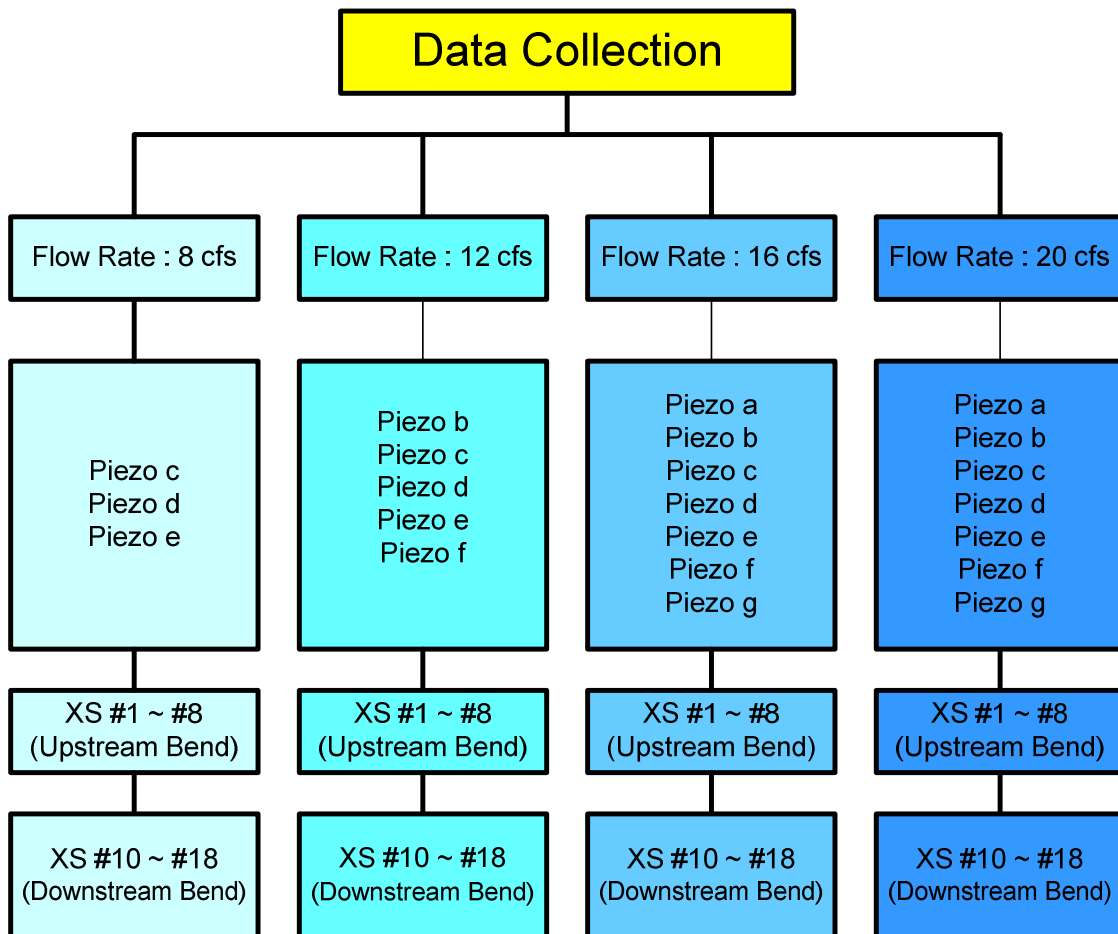 Data Collection
Flow Rate : 8 cfs
Flow Rate : 12 cfs
Flow Rate : 16 cfs
Flow Rate : 20 cfs
Piezo c
Piezo d
Piezo e
Piezo b
Piezo c
Piezo d
Piezo e
Piezo f
Piezo a
Piezo b
Piezo c
Piezo d
Piezo e
Piezo f
Piezo g
Piezo a
Piezo b
Piezo c
Piezo d
Piezo e
Piezo f
Piezo g
XS #1 ~ #8
(Upstream Bend)
XS #1 ~ #8
(Upstream Bend)
XS #1 ~ #8
(Upstream Bend)
XS #1 ~ #8
(Upstream Bend)
XS #10 ~ #18
(Downstream Bend)
XS #10 ~ #18
(Downstream Bend)
XS #10 ~ #18
(Downstream Bend)
XS #10 ~ #18
(Downstream Bend)